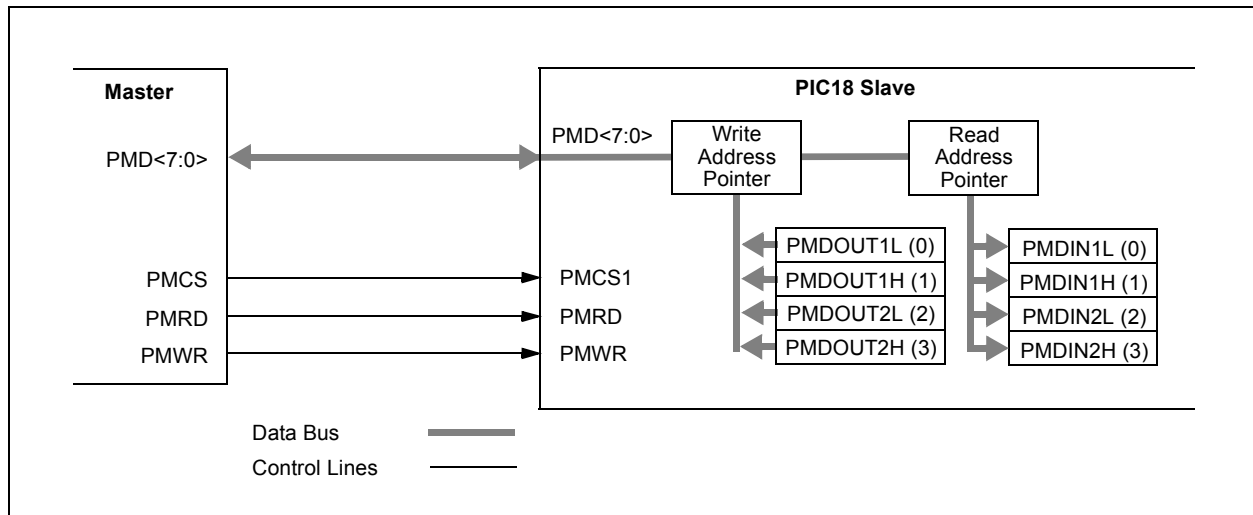 Master
PIC18 Slave
PMD<7:0>
PMD<7:0>
Write
Address
Pointer
Read
Address
Pointer
PMDOUT1L (0)
PMDOUT1H (1)
PMDOUT2L (2)
PMDOUT2H (3)
PMDIN1L (0)
PMDIN1H (1)
PMDIN2L (2)
PMDIN2H (3)
PMCS
PMCS1
PMRD
PMRD
PMWR
PMWR
Data Bus
Control Lines